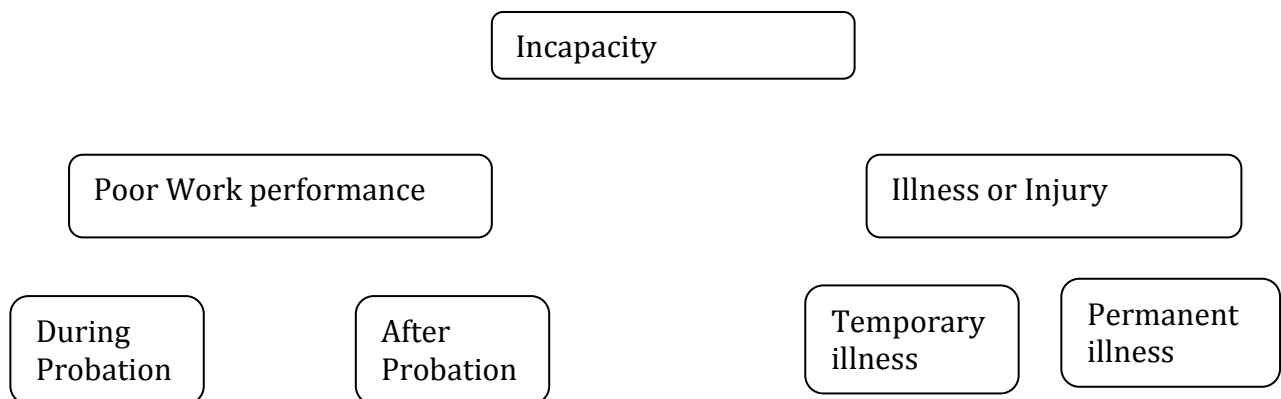 Incapacity
Poor Work performance
Illness or Injury
During
Probation
After
Probation
Temporary
illness
Permanent
illness